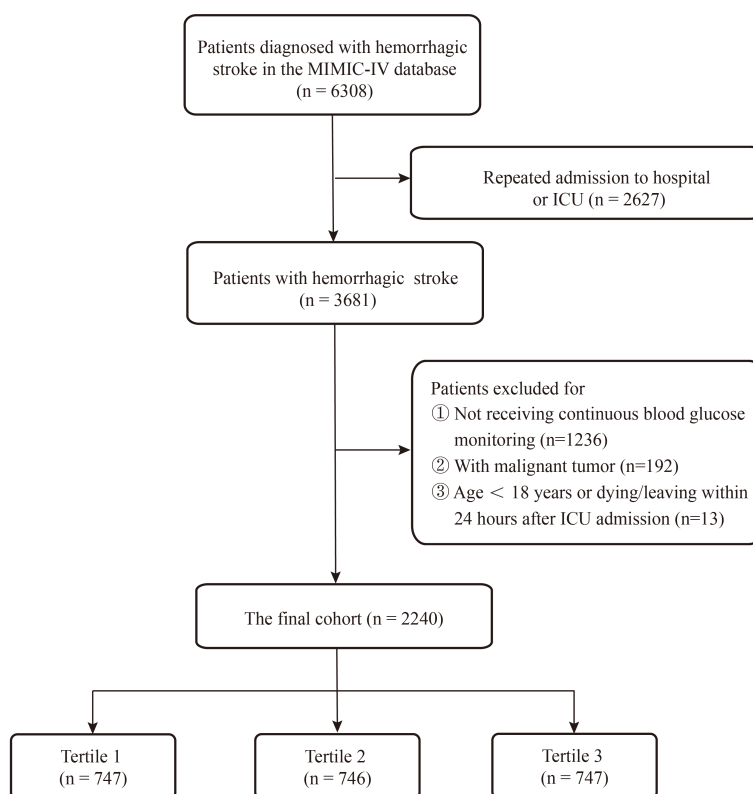 Patients diagnosed with hemorrhagic
stroke in the MIMIC-IV database
(n = 6308)
Repeated admission to hospital
or ICU (n = 2627)
Patients with hemorrhagic stroke
(n = 3681)
Patients excluded for
① Not receiving continuous blood glucose
monitoring (n=1236)
② With malignant tumor (n=192)
③ Age < 18 years or dying/leaving within
24 hours after ICU admission (n=13)
The final cohort (n = 2240)
Tertile 1
(n = 747)
Tertile 2
(n = 746)
Tertile 3
(n = 747)